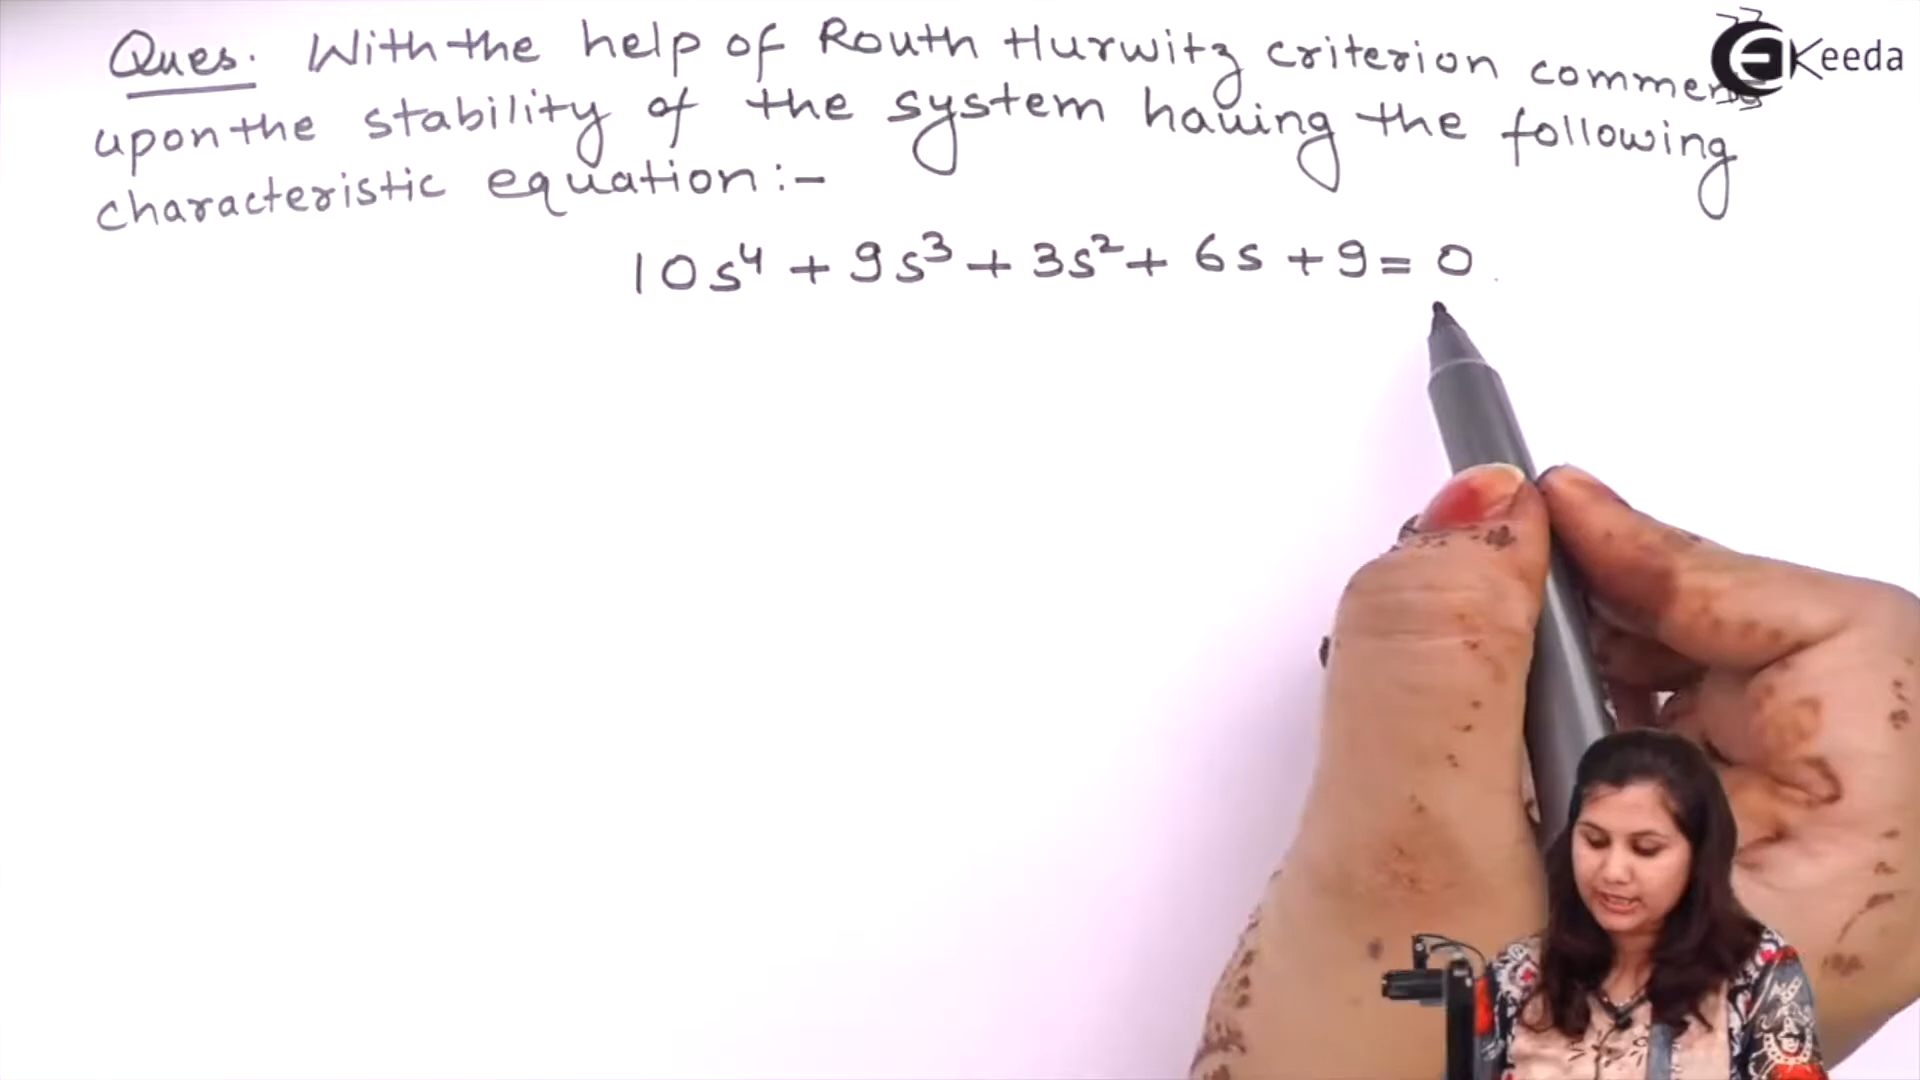 Ques. With the help of Routh Hurwitz criterion
upon the stability of the system having the following
characteristic equation:-
10s⁴ + 9s³ + 3s² + 6s + 9 = 0
Keeda